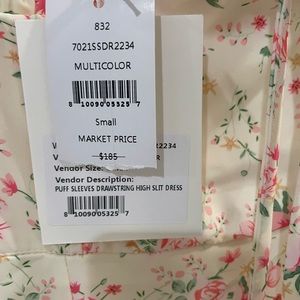 832
7021SSDR2234
MULTICOLOR
8 10090 05325 7
Small
MARKET PRICE
$185
R2234
Vendor Size:
Vendor Description:
PUFF SLEEVES DRAWSTRING HIGH SLIT DRESS
8 10090 05325 7